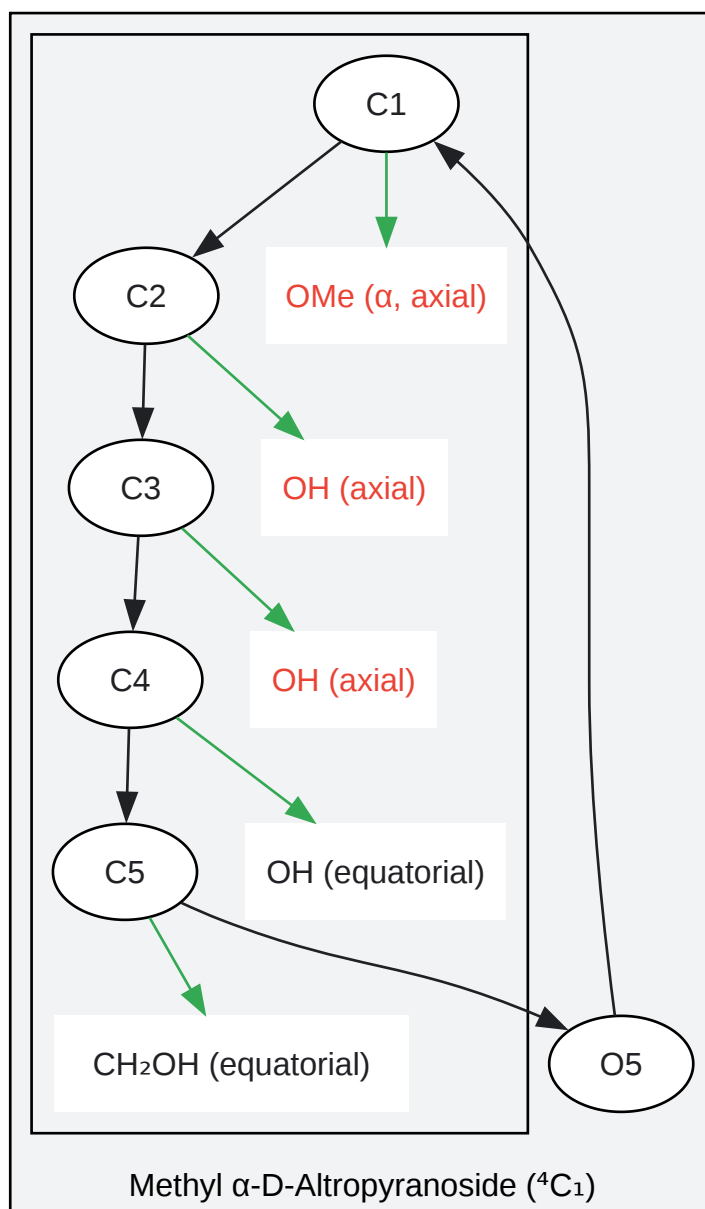 C1
C2
OMe (α, axial)
C3
OH (axial)
C4
OH (axial)
C5
OH (equatorial)
CH₂OH (equatorial)
O5
Methyl α-D-Altropyranoside (⁴C₁)